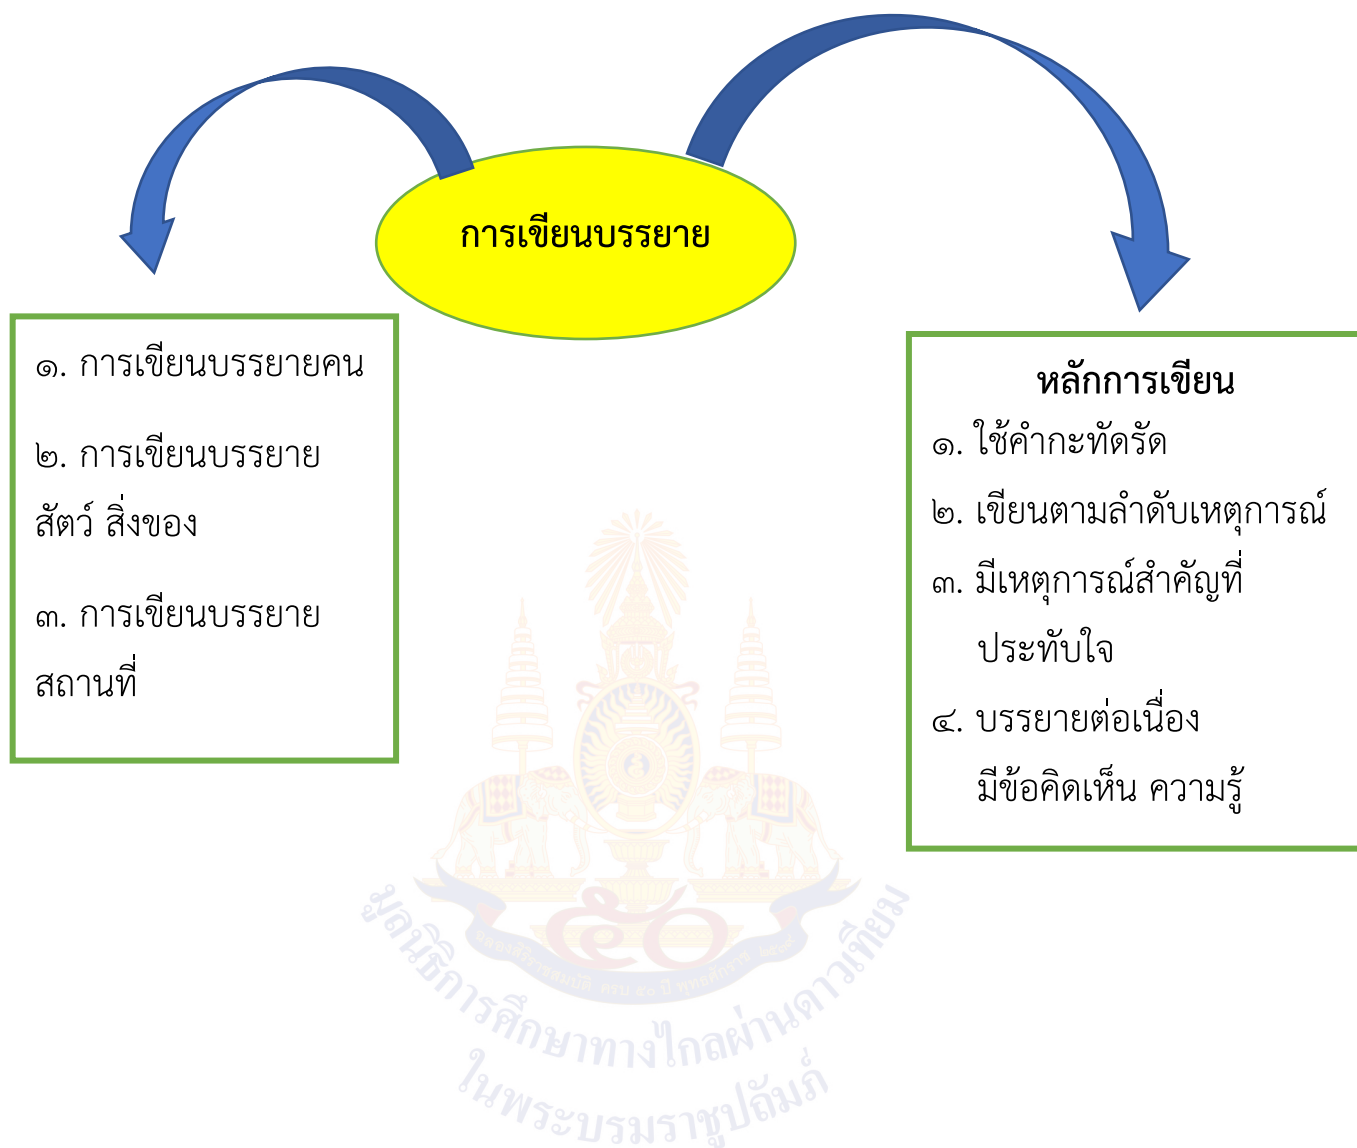 การเขียนบรรยาย
๑. การเขียนบรรยายคน
๒. การเขียนบรรยาย
สัตว์ สิ่งของ
๓. การเขียนบรรยาย
สถานที่
หลักการเขียน
๑. ใช้คำกะทัดรัด
๒. เขียนตามลำดับเหตุการณ์
๓. มีเหตุการณ์สำคัญที่
ประทับใจ
๔. บรรยายต่อเนื่อง
มีข้อคิดเห็น ความรู้
๕๐
มูลนิธิการศึกษาทางไกลผ่านดาวเทียม
ในพระบรมราชูปถัมภ์